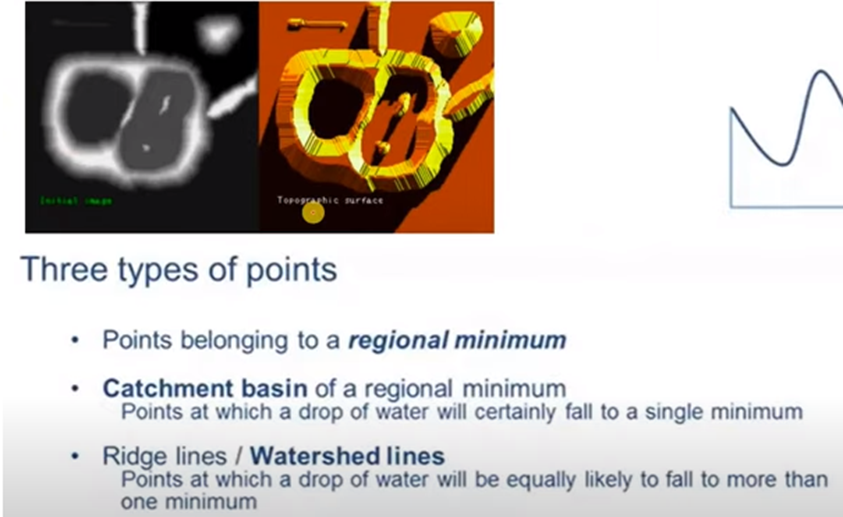 Initial image
Topographic surface
Three types of points
• Points belonging to a regional minimum
• Catchment basin of a regional minimum
Points at which a drop of water will certainly fall to a single minimum
• Ridge lines / Watershed lines
Points at which a drop of water will be equally likely to fall to more than
one minimum